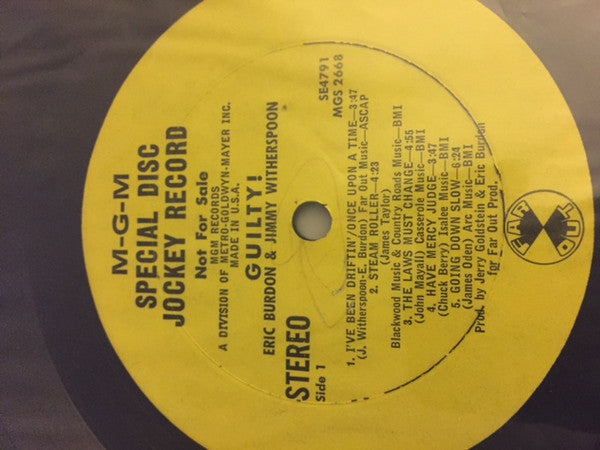 M-G-M
SPECIAL DISC
JOCKEY RECORD
Not For Sale
MGM RECORDS
A DIVISION OF METRO-GOLDWYN-MAYER INC.
MADE IN U.S.A.
GUILTY!
ERIC BURDON & JIMMY WITHERSPOON
STEREO
Side 1
SE4791
MGS 2668
1. I'VE BEEN DRIFTIN'/ONCE UPON A TIME—3:47
(J. Witherspoon-E. Burdon) Far Out Music—ASCAP
2. STEAM ROLLER—4:23
(James Taylor)
Blackwood Music & Country Roads Music—BMI
3. THE LAWS MUST CHANGE—4:55
(John Mayall) Casserole Music—BMI
4. HAVE MERCY JUDGE—3:47
(Chuck Berry) Isalee Music—BMI
5. GOING DOWN SLOW—6:24
(James Oden) Arc Music—BMI
Prod. by Jerry Goldstein & Eric Burdon
for Far Out Prod.
FAR OUT